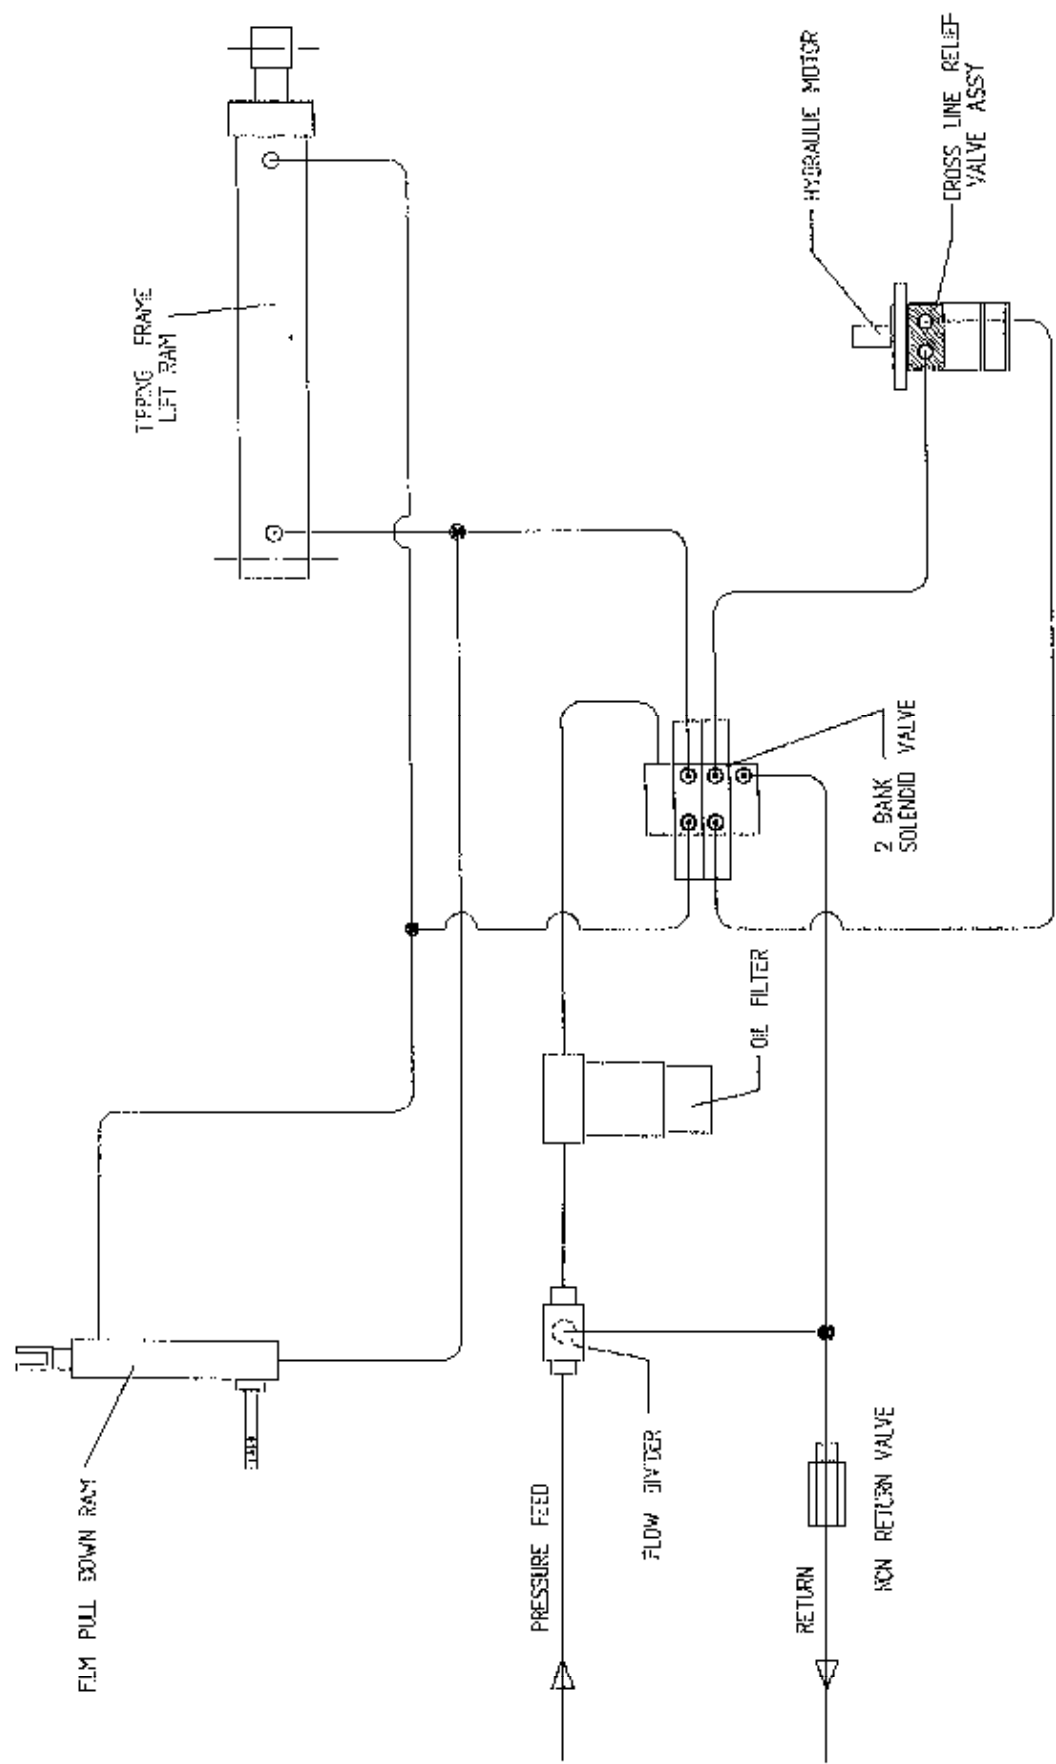 TIPPING FRAME
LIFT RAM
HYDRAULIC MOTOR
CROSS LINE RELIEF
VALVE ASSY
2 BANK
SOLENOID VALVE
OIL FILTER
FILM PULL DOWN RAM
PRESSURE FEED
FLOW DIVIDER
RETURN
NON RETURN VALVE